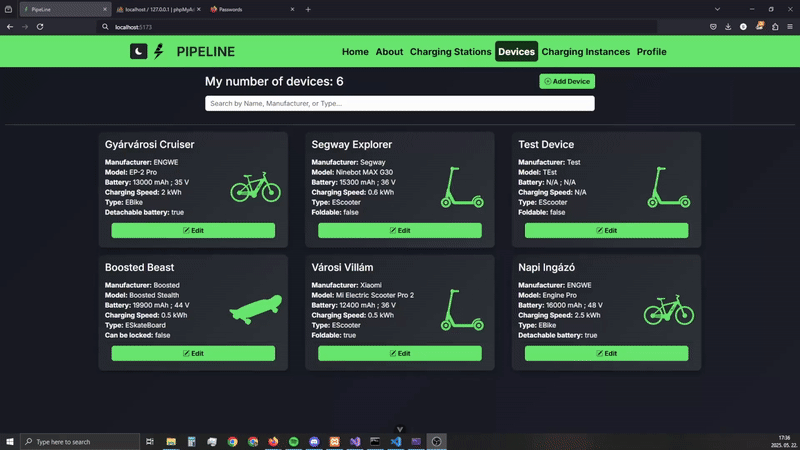 PipeLine
localhost / 127.0.0.1 | phpMyAd
Passwords
localhost:5173
PIPELINE
Home About Charging Stations Devices Charging Instances Profile
My number of devices: 6
Add Device
Search by Name, Manufacturer, or Type...
Gyárvárosi Cruiser
Manufacturer: ENGWE
Model: EP-2 Pro
Battery: 13000 mAh ; 35 V
Charging Speed: 2 kWh
Type: EBike
Detachable battery: true
Edit
Segway Explorer
Manufacturer: Segway
Model: Ninebot MAX G30
Battery: 15300 mAh ; 36 V
Charging Speed: 0.6 kWh
Type: EScooter
Foldable: false
Edit
Test Device
Manufacturer: Test
Model: TEst
Battery: N/A ; N/A
Charging Speed: N/A
Type: EScooter
Foldable: false
Edit
Boosted Beast
Manufacturer: Boosted
Model: Boosted Stealth
Battery: 19900 mAh ; 44 V
Charging Speed: 0.5 kWh
Type: ESkateBoard
Can be locked: false
Edit
Városi Villám
Manufacturer: Xiaomi
Model: Mi Electric Scooter Pro 2
Battery: 12400 mAh ; 36 V
Charging Speed: 0.5 kWh
Type: EScooter
Foldable: true
Edit
Napi Ingázó
Manufacturer: ENGWE
Model: Engine Pro
Battery: 16000 mAh ; 48 V
Charging Speed: 2.5 kWh
Type: EBike
Detachable battery: true
Edit
Type here to search
2025. 05. 22.